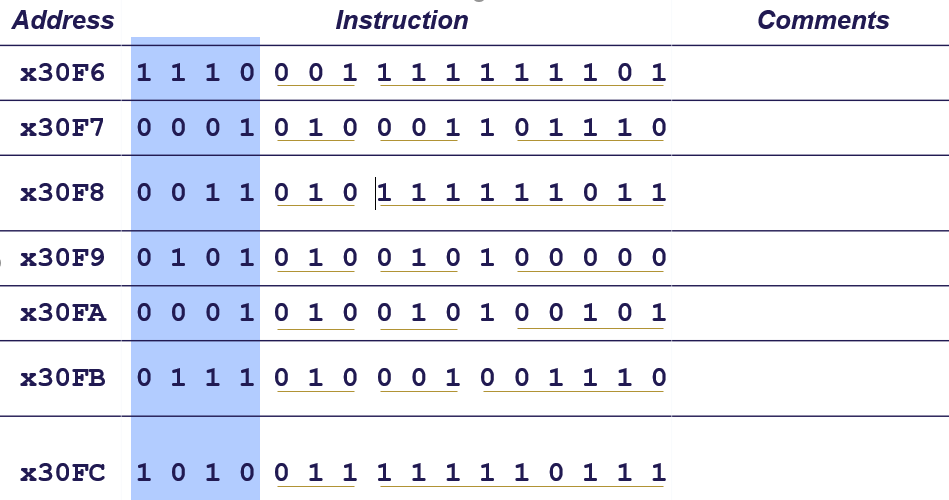 Address Instruction Comments
x30F6 1 1 1 0 0 0 1 1 1 1 1 1 1 1 0 1
x30F7 0 0 0 1 0 1 0 0 0 1 1 0 1 1 1 0
x30F8 0 0 1 1 0 1 0 1 1 1 1 1 1 0 1 1
x30F9 0 1 0 1 0 1 0 0 1 0 1 0 0 0 0 0
x30FA 0 0 0 1 0 1 0 0 1 0 1 0 0 1 0 1
x30FB 0 1 1 1 0 1 0 0 0 1 0 0 1 1 1 0
x30FC 1 0 1 0 0 1 1 1 1 1 1 1 0 1 1 1